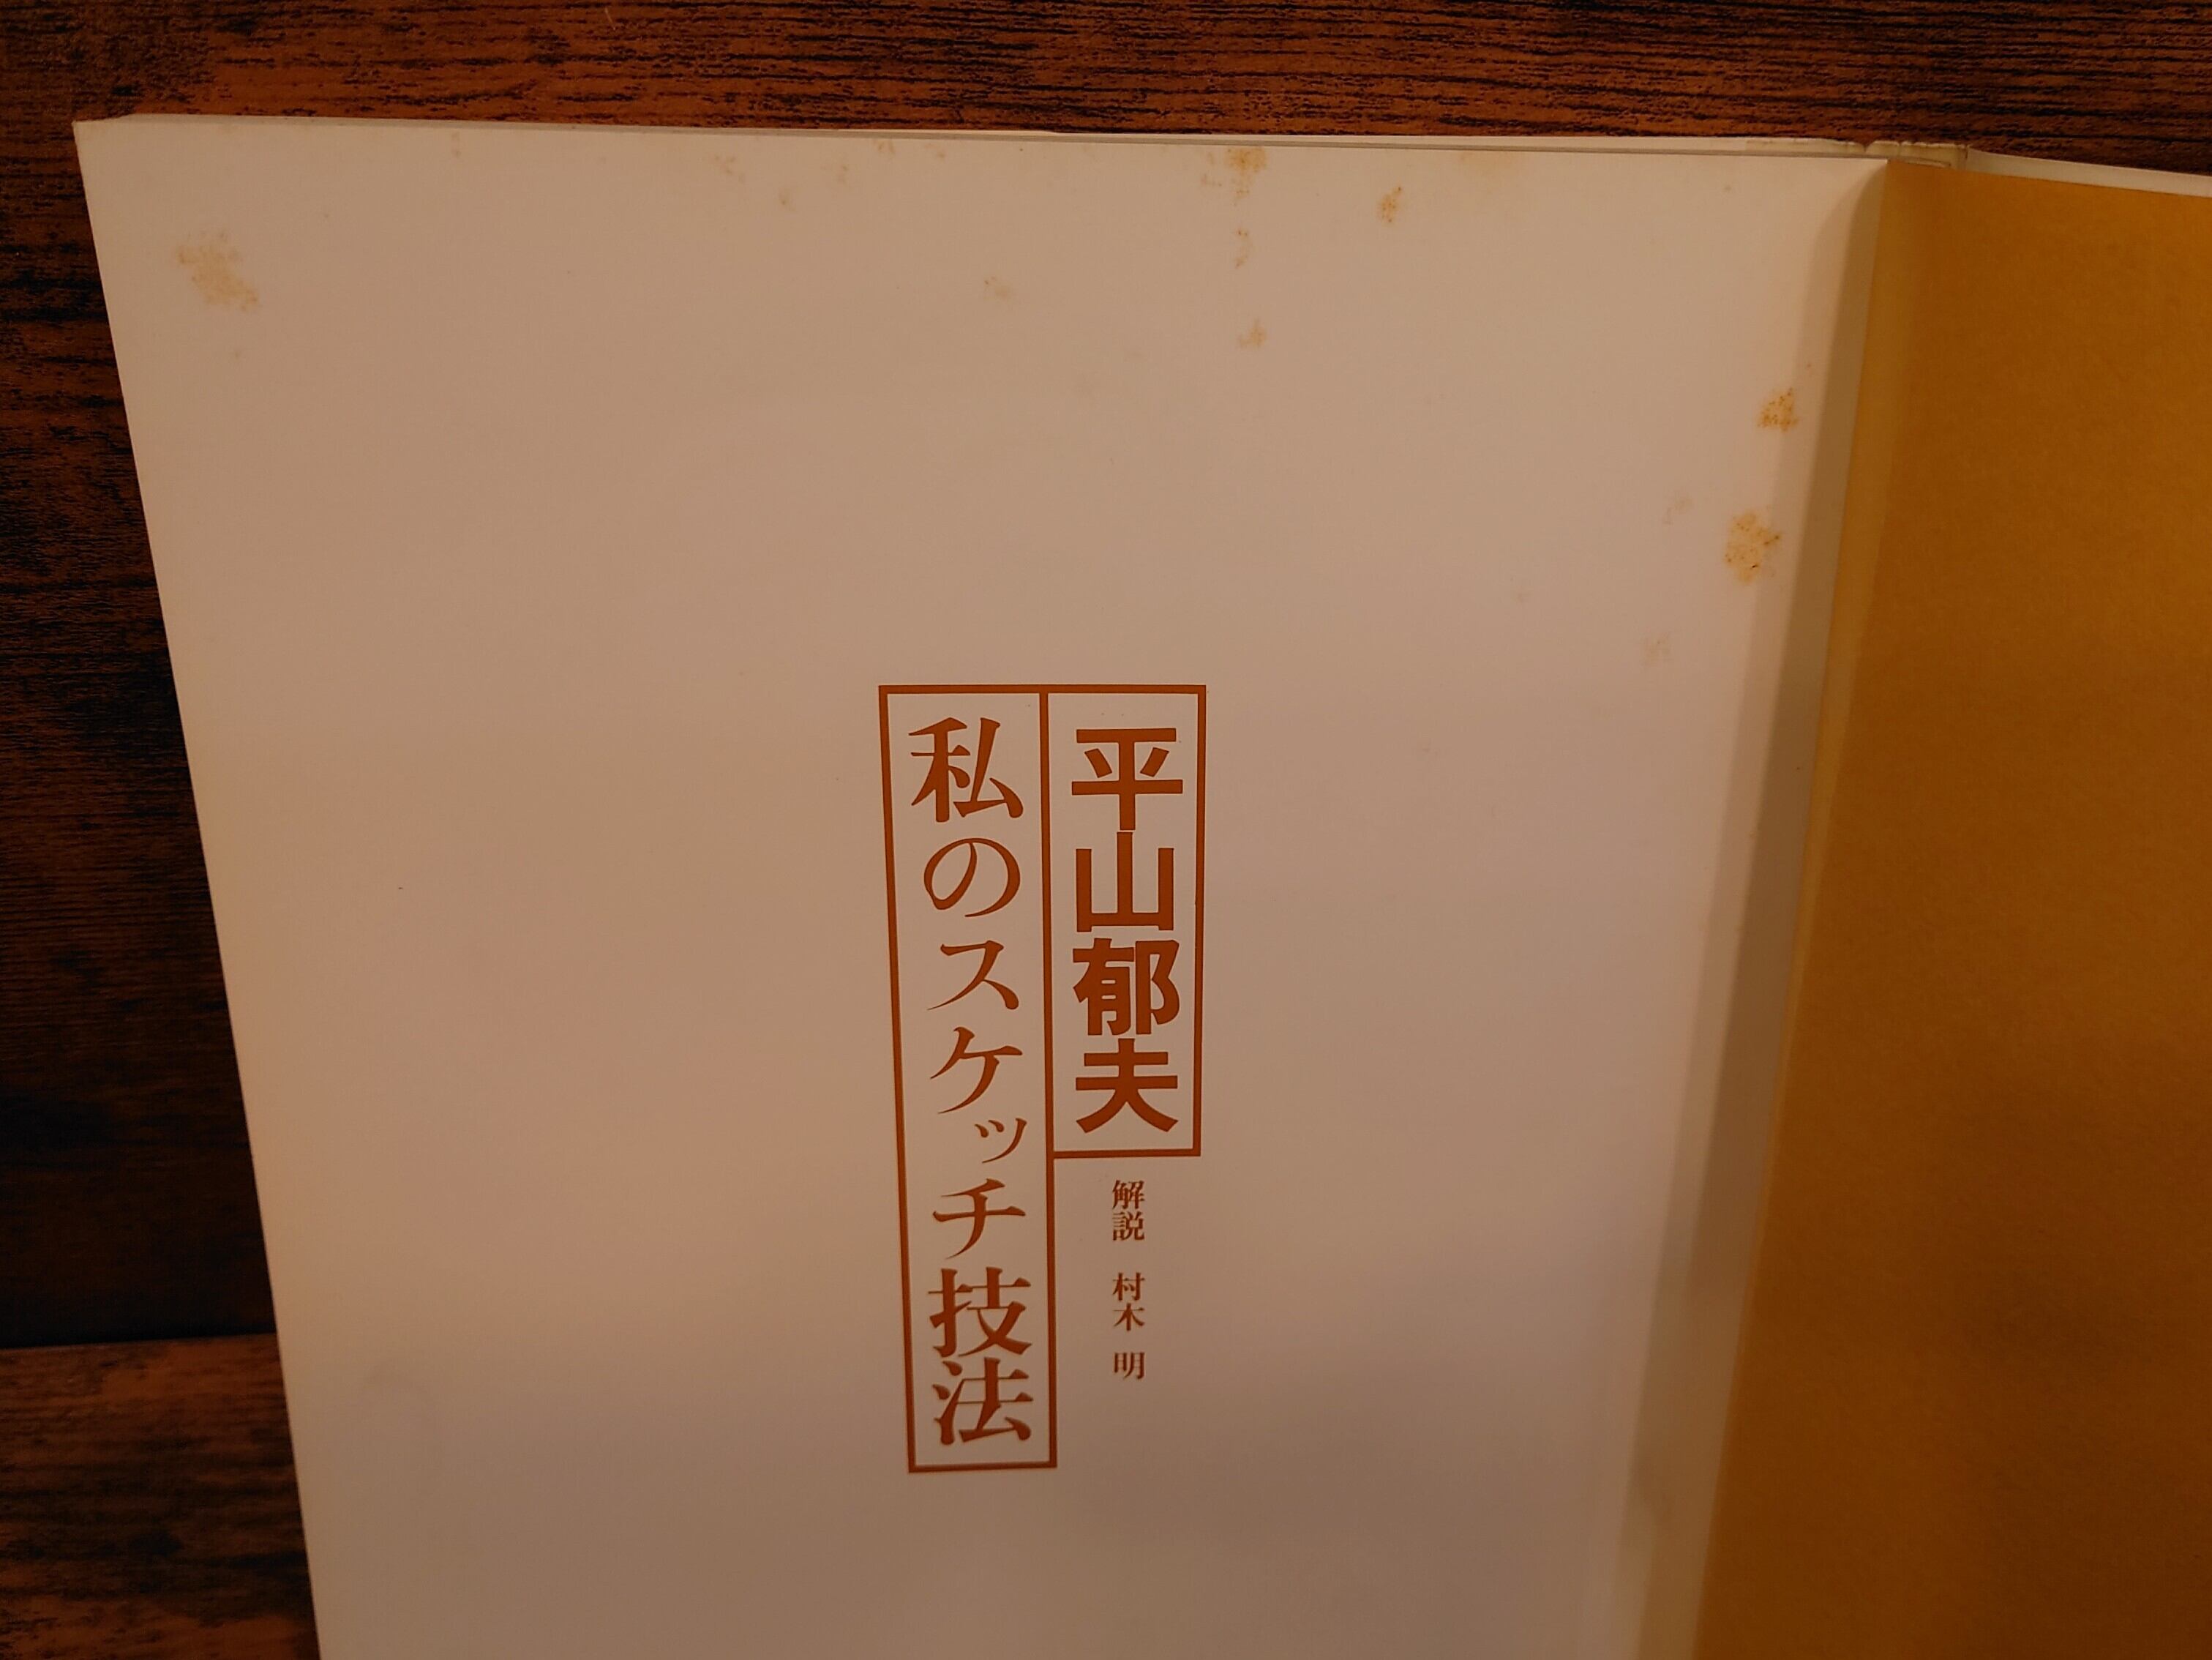 平山郁夫
解説 村木 明
私のスケッチ技法